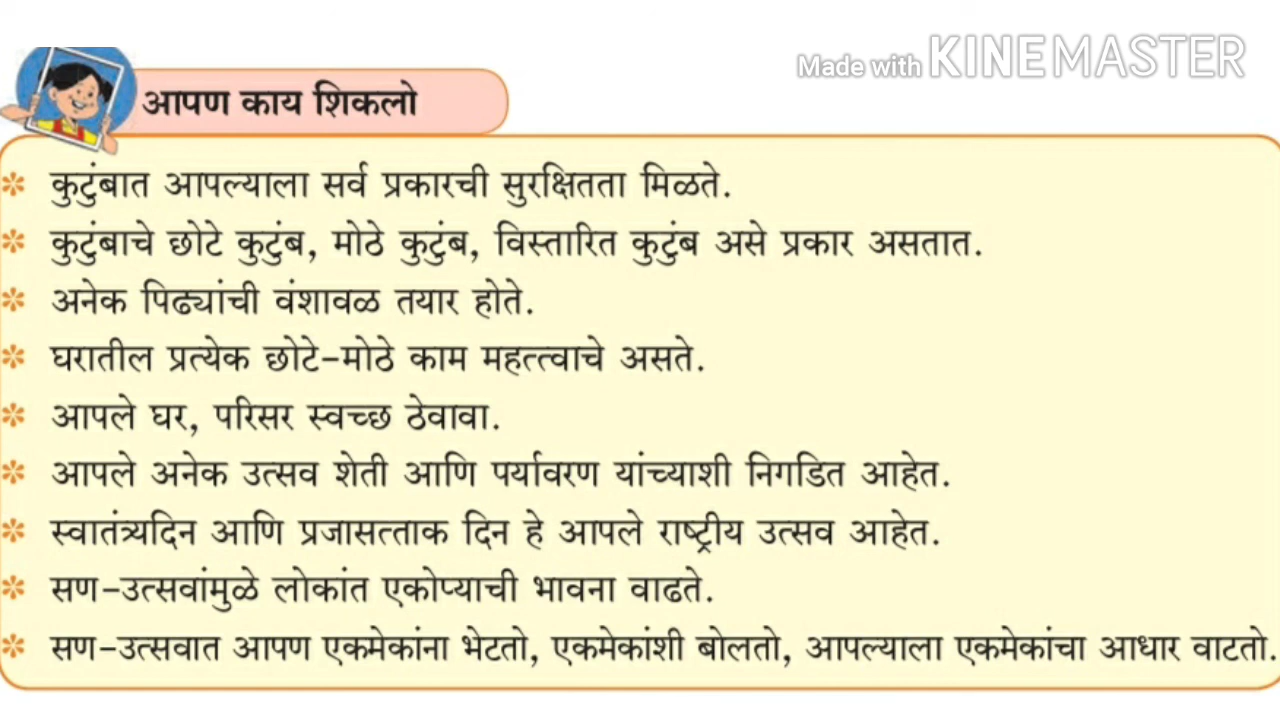 Made with KINEMASTER
आपण काय शिकलो
* कुटुंबात आपल्याला सर्व प्रकारची सुरक्षितता मिळते.
* कुटुंबाचे छोटे कुटुंब, मोठे कुटुंब, विस्तारित कुटुंब असे प्रकार असतात.
* अनेक पिढ्यांची वंशावळ तयार होते.
* घरातील प्रत्येक छोटे-मोठे काम महत्त्वाचे असते.
* आपले घर, परिसर स्वच्छ ठेवावा.
* आपले अनेक उत्सव शेती आणि पर्यावरण यांच्याशी निगडित आहेत.
* स्वातंत्र्यदिन आणि प्रजासत्ताक दिन हे आपले राष्ट्रीय उत्सव आहेत.
* सण-उत्सवांमुळे लोकांत एकोप्याची भावना वाढते.
* सण-उत्सवात आपण एकमेकांना भेटतो, एकमेकांशी बोलतो, आपल्याला एकमेकांचा आधार वाटतो.